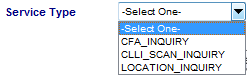 Service Type -Select One-
-Select One-
CFA_INQUIRY
CLLI_SCAN_INQUIRY
LOCATION_INQUIRY